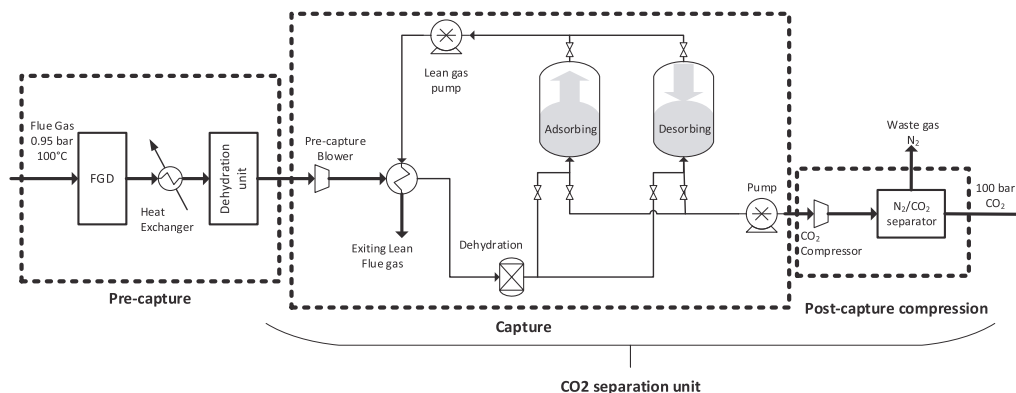 Flue Gas
0.95 bar
100°C
FGD
Heat
Exchanger
Dehydration
unit
Pre-capture
Pre-capture
Blower
Lean gas
pump
Exiting Lean
Flue gas
Dehydration
Adsorbing
Desorbing
Pump
Capture
Waste gas
N₂
CO₂
Compressor
N₂/CO₂
separator
100 bar
CO₂
Post-capture compression
CO2 separation unit